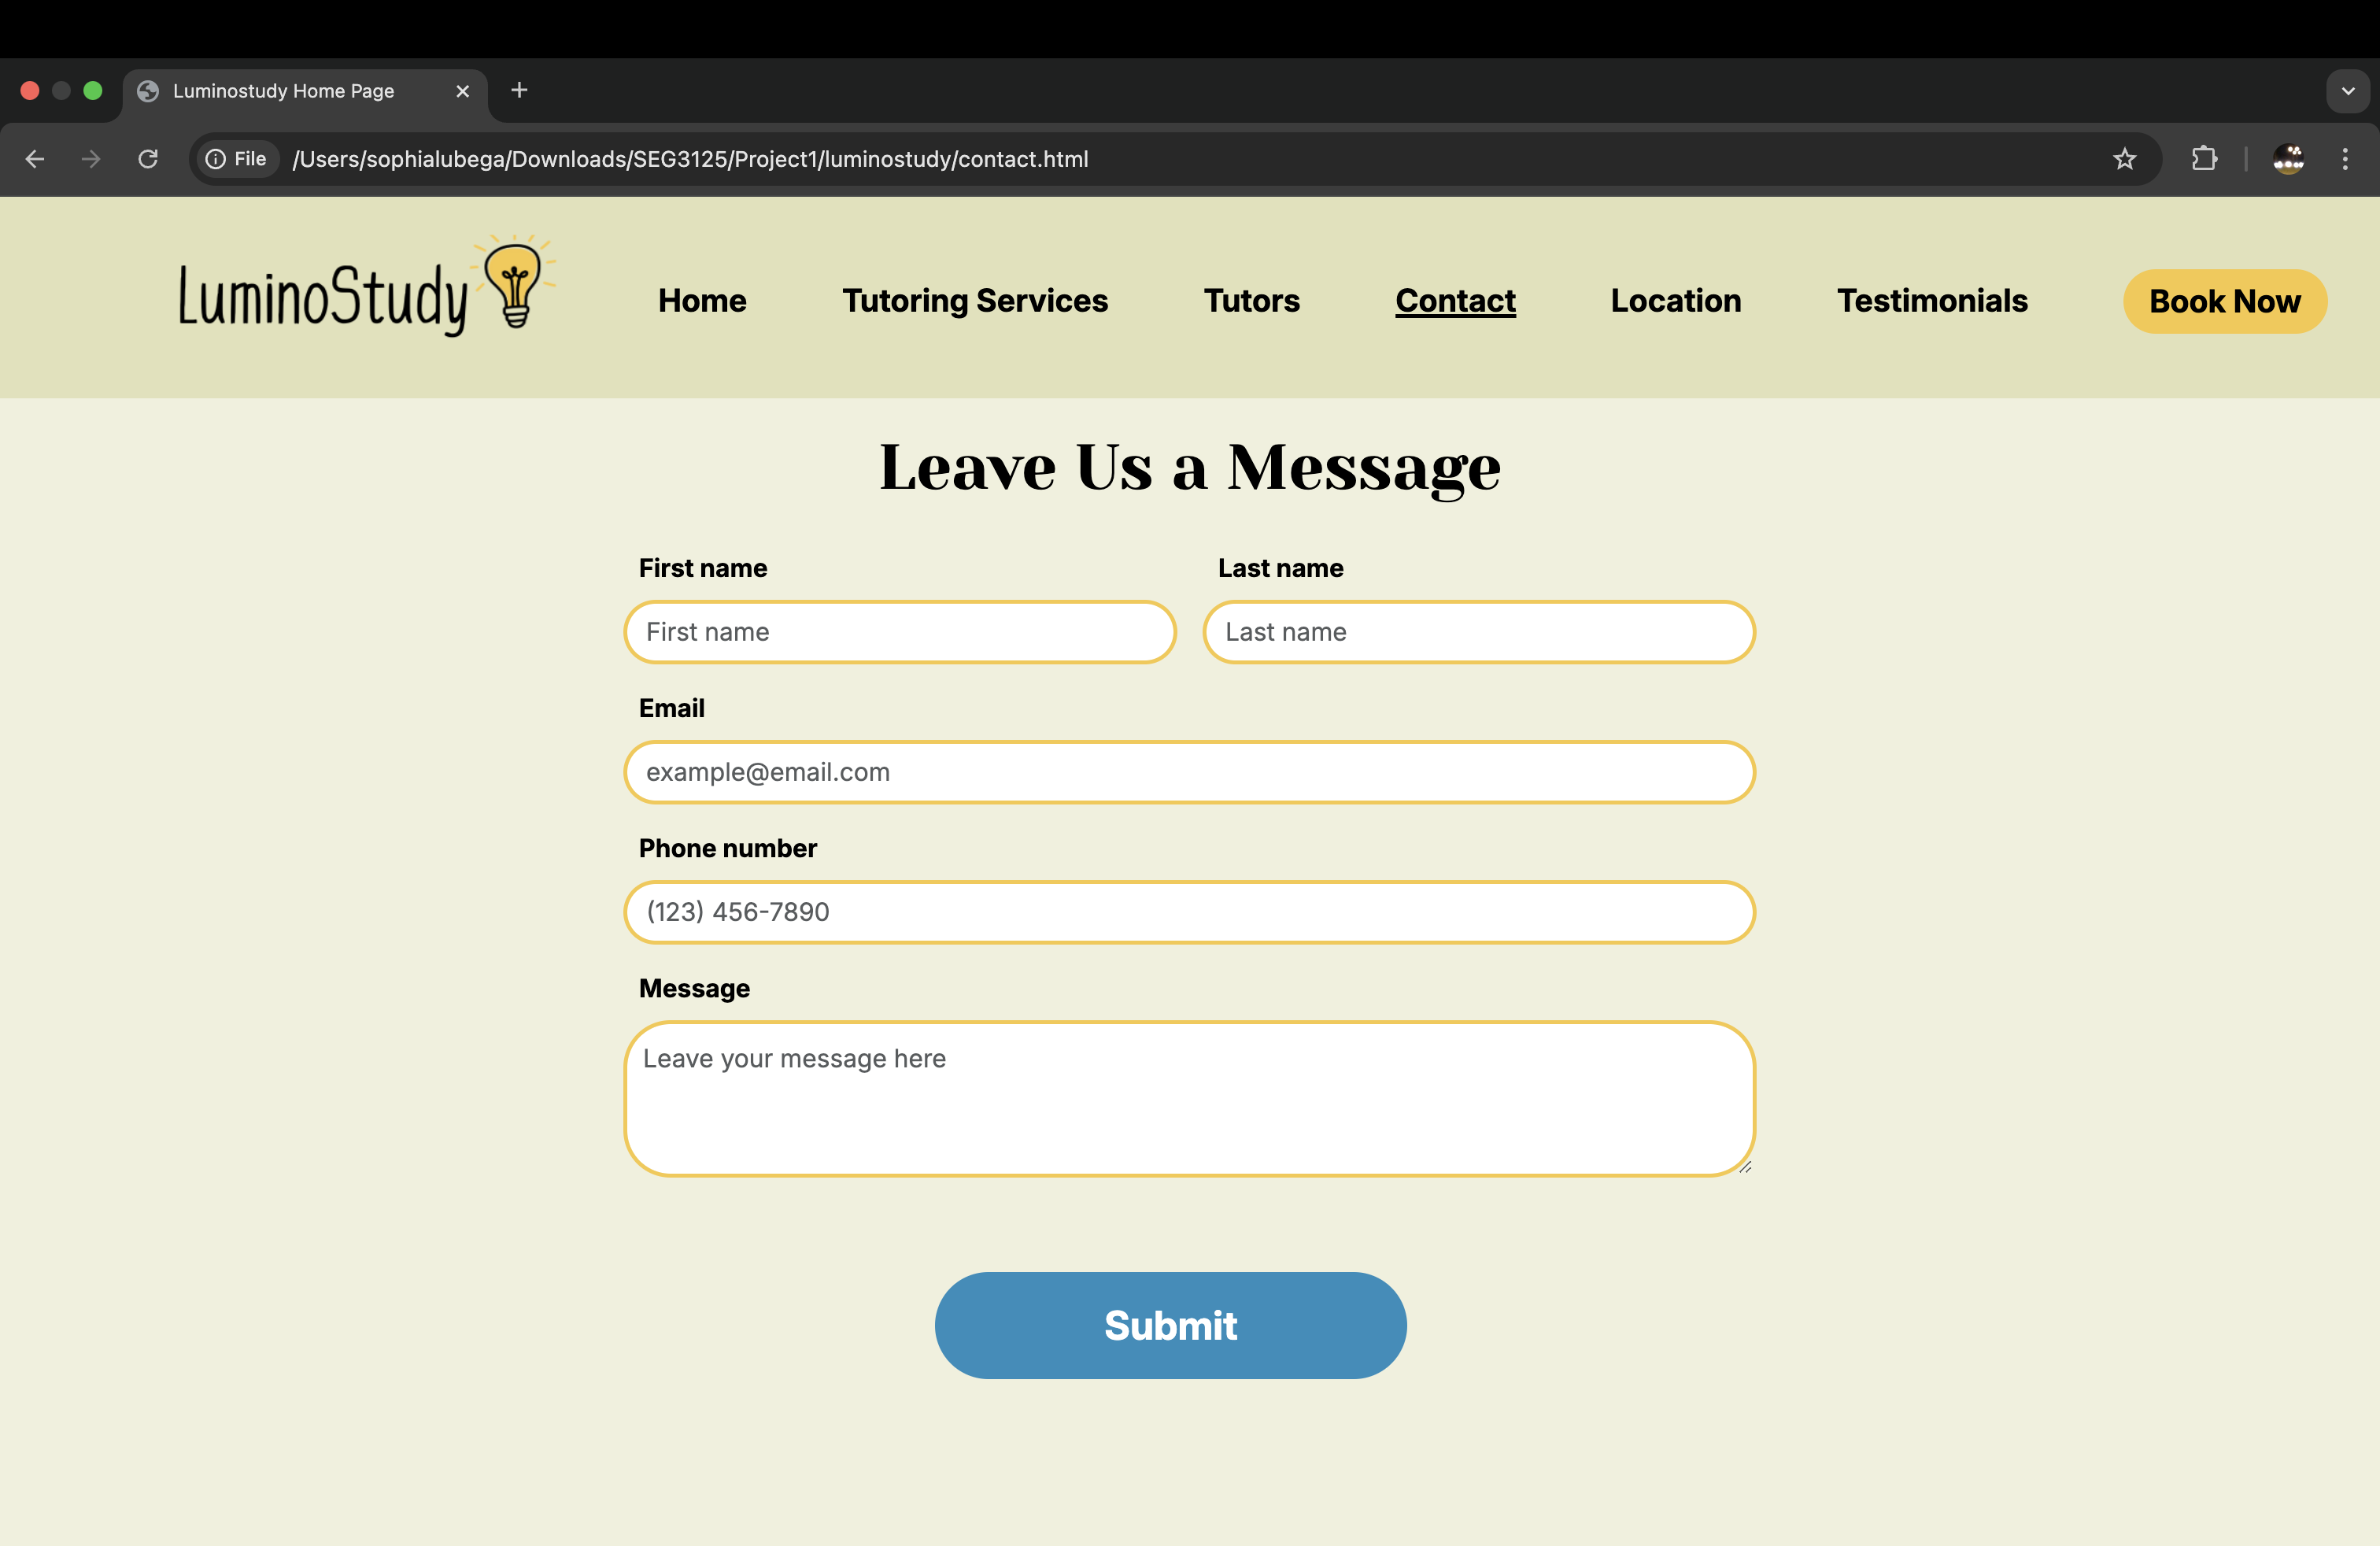 Luminostudy Home Page
File /Users/sophialubega/Downloads/SEG3125/Project1/luminostudy/contact.html
LuminoStudy Home Tutoring Services Tutors Contact Location Testimonials Book Now
Leave Us a Message
First name Last name
First name Last name
Email
example@email.com
Phone number
(123) 456-7890
Message
Leave your message here
Submit